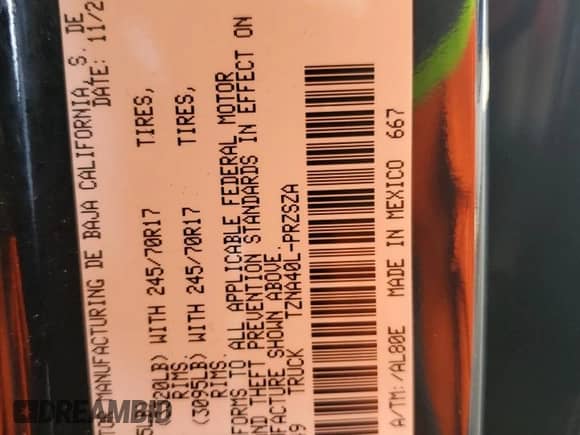 MANUFACTURING DE BAJA CALIFORNIA, S. DE
DATE: 11/2
20LB) WITH 245/70R17 TIRES,
RIMS
(3095LB) WITH 245/70R17 TIRES,
RIMS.
FORMS TO ALL APPLICABLE FEDERAL MOTOR
AND THEFT PREVENTION STANDARDS IN EFFECT ON
FACTURE SHOWN ABOVE.
TRUCK TZNA40L-PRZSZA
A/TM: /AL80E MADE IN MEXICO 667
DREAMBID